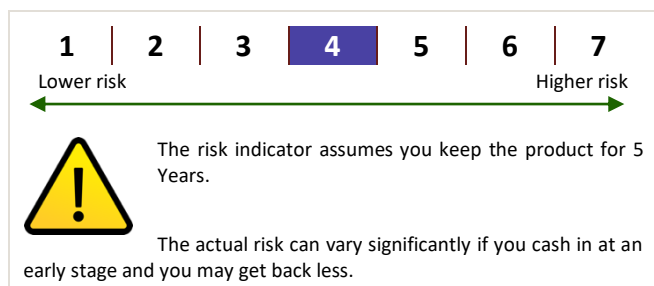 1 2 3 4 5 6 7
Lower risk Higher risk
The risk indicator assumes you keep the product for 5
Years.
The actual risk can vary significantly if you cash in at an
early stage and you may get back less.